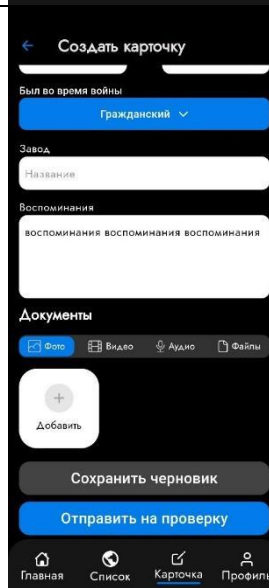 Создать карточку
Был во время войны
Гражданский
Завод
Название
Воспоминания
воспоминания воспоминания воспоминания
Документы
Фото Видео Аудио Файлы
Добавить
Сохранить черновик
Отправить на проверку
Главная Список Карточка Профиль